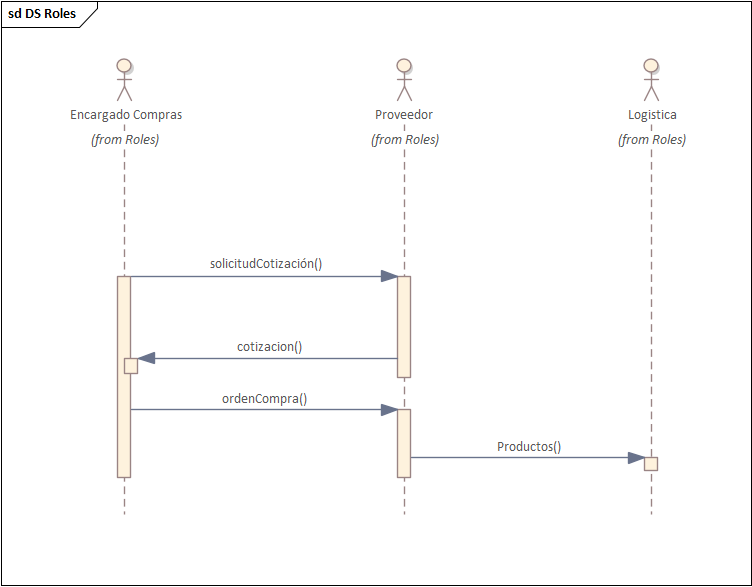 sd DS Roles
Encargado Compras
(from Roles)
Proveedor
(from Roles)
Logistica
(from Roles)
solicitudCotización()
cotizacion()
ordenCompra()
Productos()